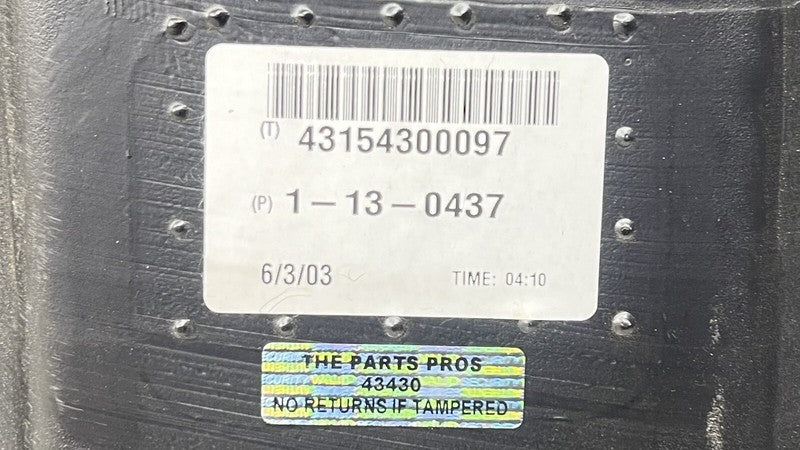 (T) 43154300097
(P) 1-13-0437
6/3/03 TIME: 04:10
THE PARTS PROS
43430
NO RETURNS IF TAMPERED